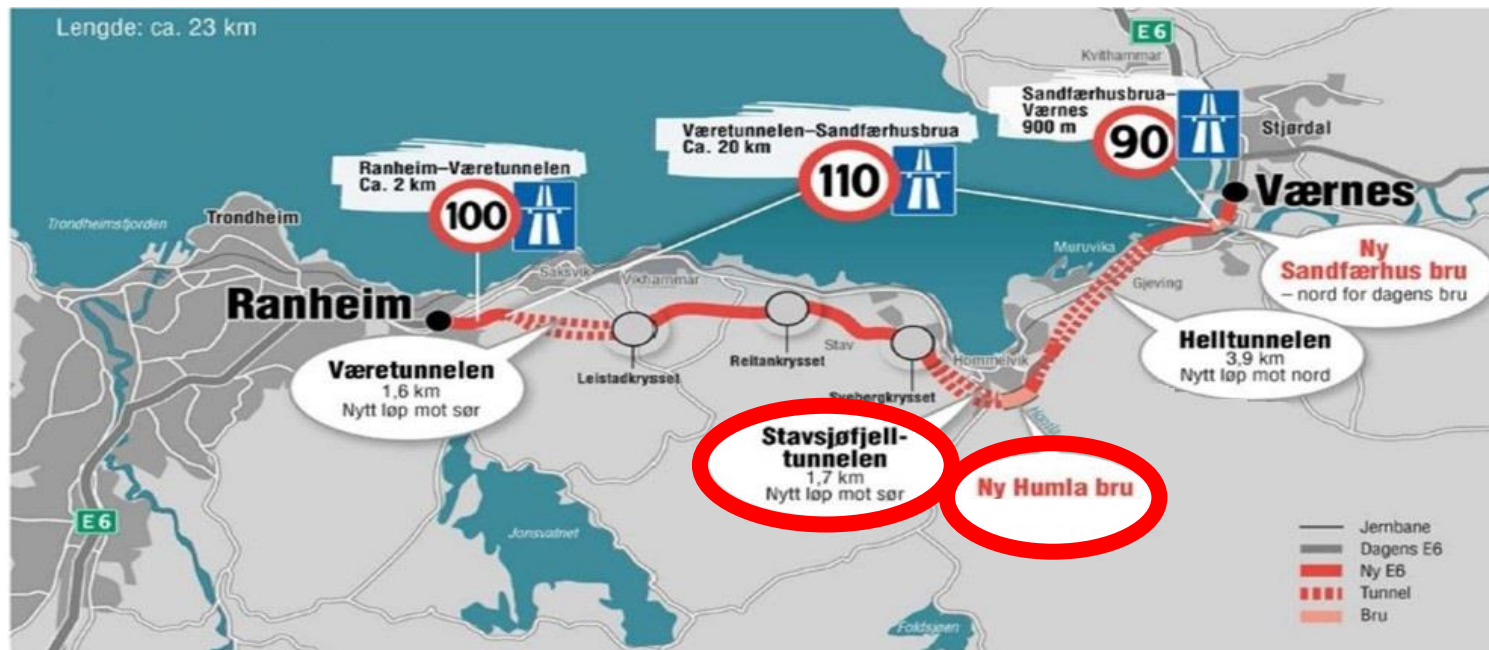 Lengde: ca. 23 km
E 6
Kvithammar
Sandfærhusbrua–
Værnes
900 m
90
Stjørdal
Væretunnelen–Sandfærhusbrua
Ca. 20 km
110
Ranheim–Væretunnelen
Ca. 2 km
100
Værnes
Trondheimsfjorden
Trondheim
Ranheim
Saksvik
Vikhammar
Muruvika
Gjeving
Ny
Sandfærhus bru
– nord for dagens bru
Helltunnelen
3,9 km
Nytt løp mot nord
Væretunnelen
1,6 km
Nytt løp mot sør
Leistadkrysset
Reitankrysset
Stav
Hommelvik
Svebergkrysset
Stavsjøfjell-
tunnelen
1,7 km
Nytt løp mot sør
Ny Humla bru
E 6
Jonsvatnet
Foldsjøen
Jernbane
Dagens E6
Ny E6
Tunnel
Bru